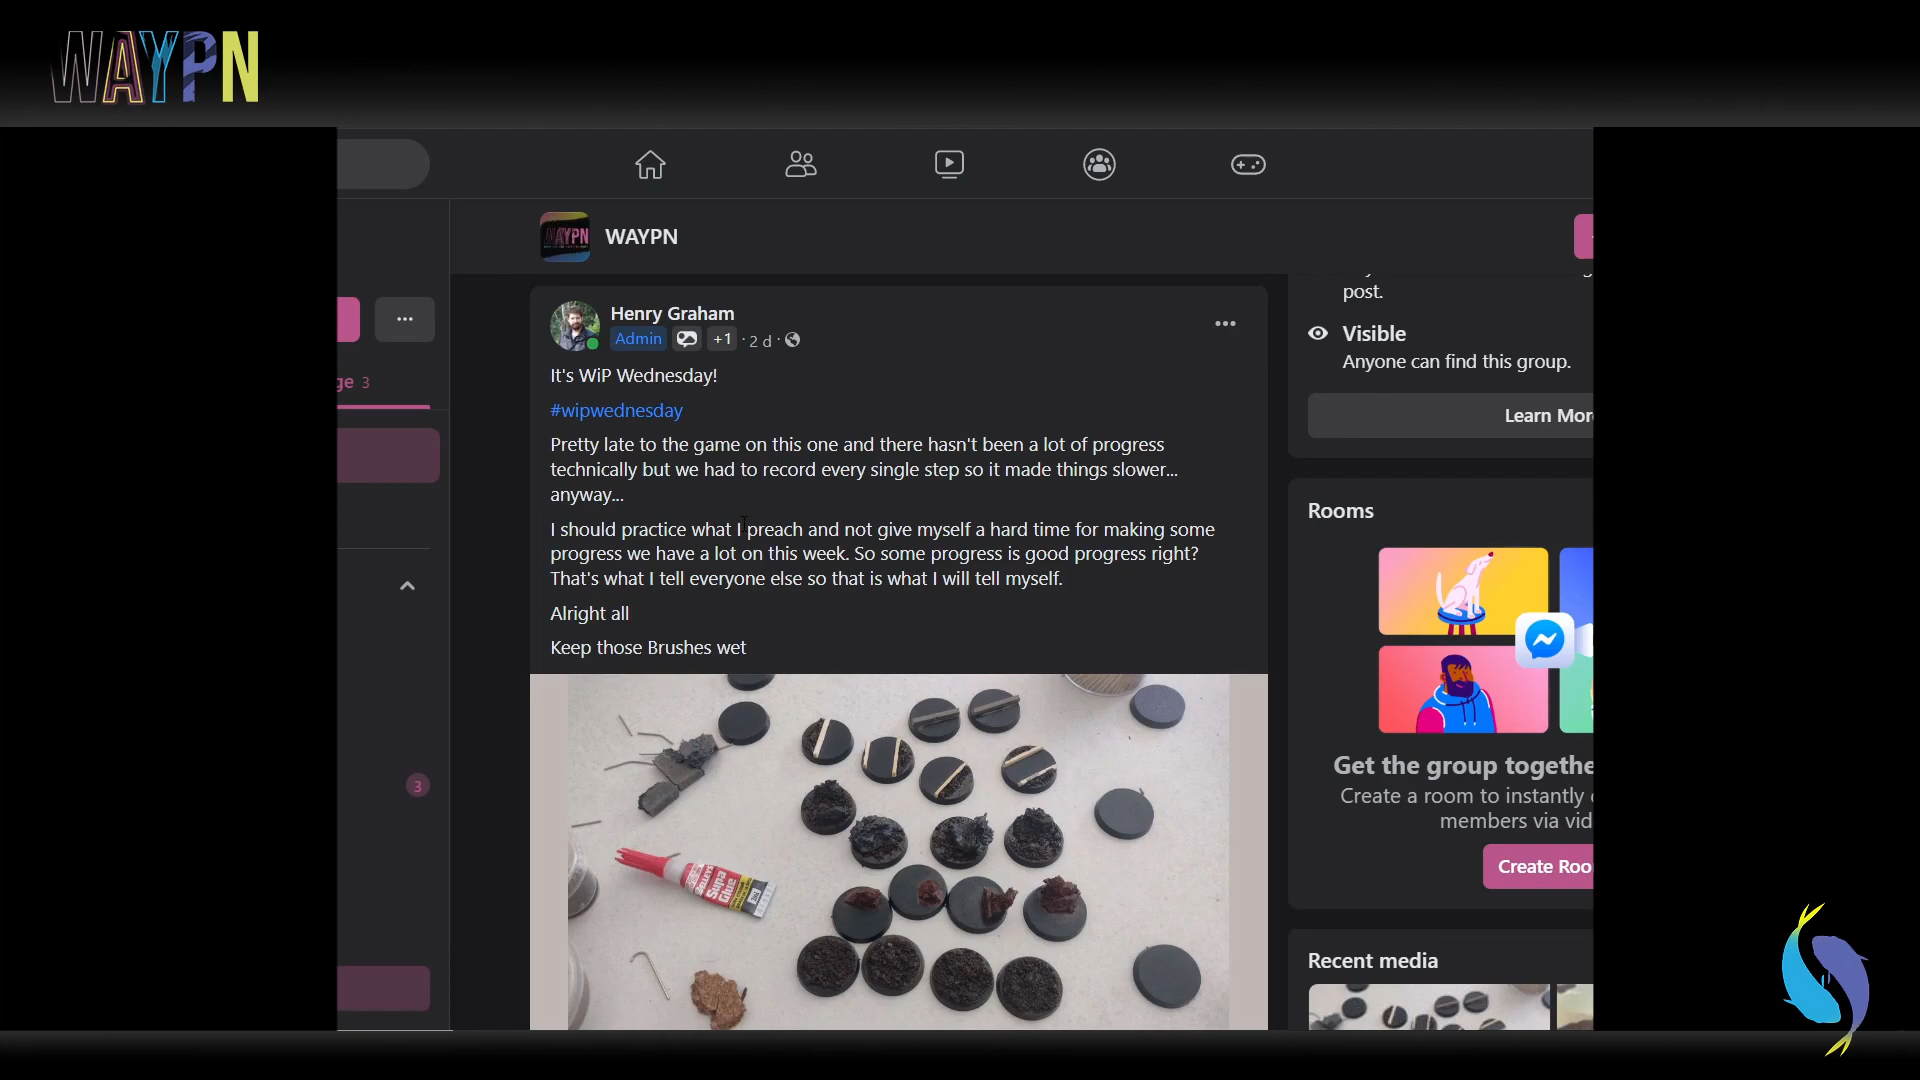 WAYPN
WAYPN
WAYPN
Henry Graham
Admin
+1 · 2 d ·
It's WiP Wednesday!
#wipwednesday
Pretty late to the game on this one and there hasn't been a lot of progress
technically but we had to record every single step so it made things slower...
anyway...
I should practice what I preach and not give myself a hard time for making some
progress we have a lot on this week. So some progress is good progress right?
That's what I tell everyone else so that is what I will tell myself.
Alright all
Keep those Brushes wet
SELLEYS
Supa
Glue
ge 3
3
post.
Visible
Anyone can find this group.
Learn Mor
Rooms
Get the group togethe
Create a room to instantly
members via vid
Create Roo
Recent media